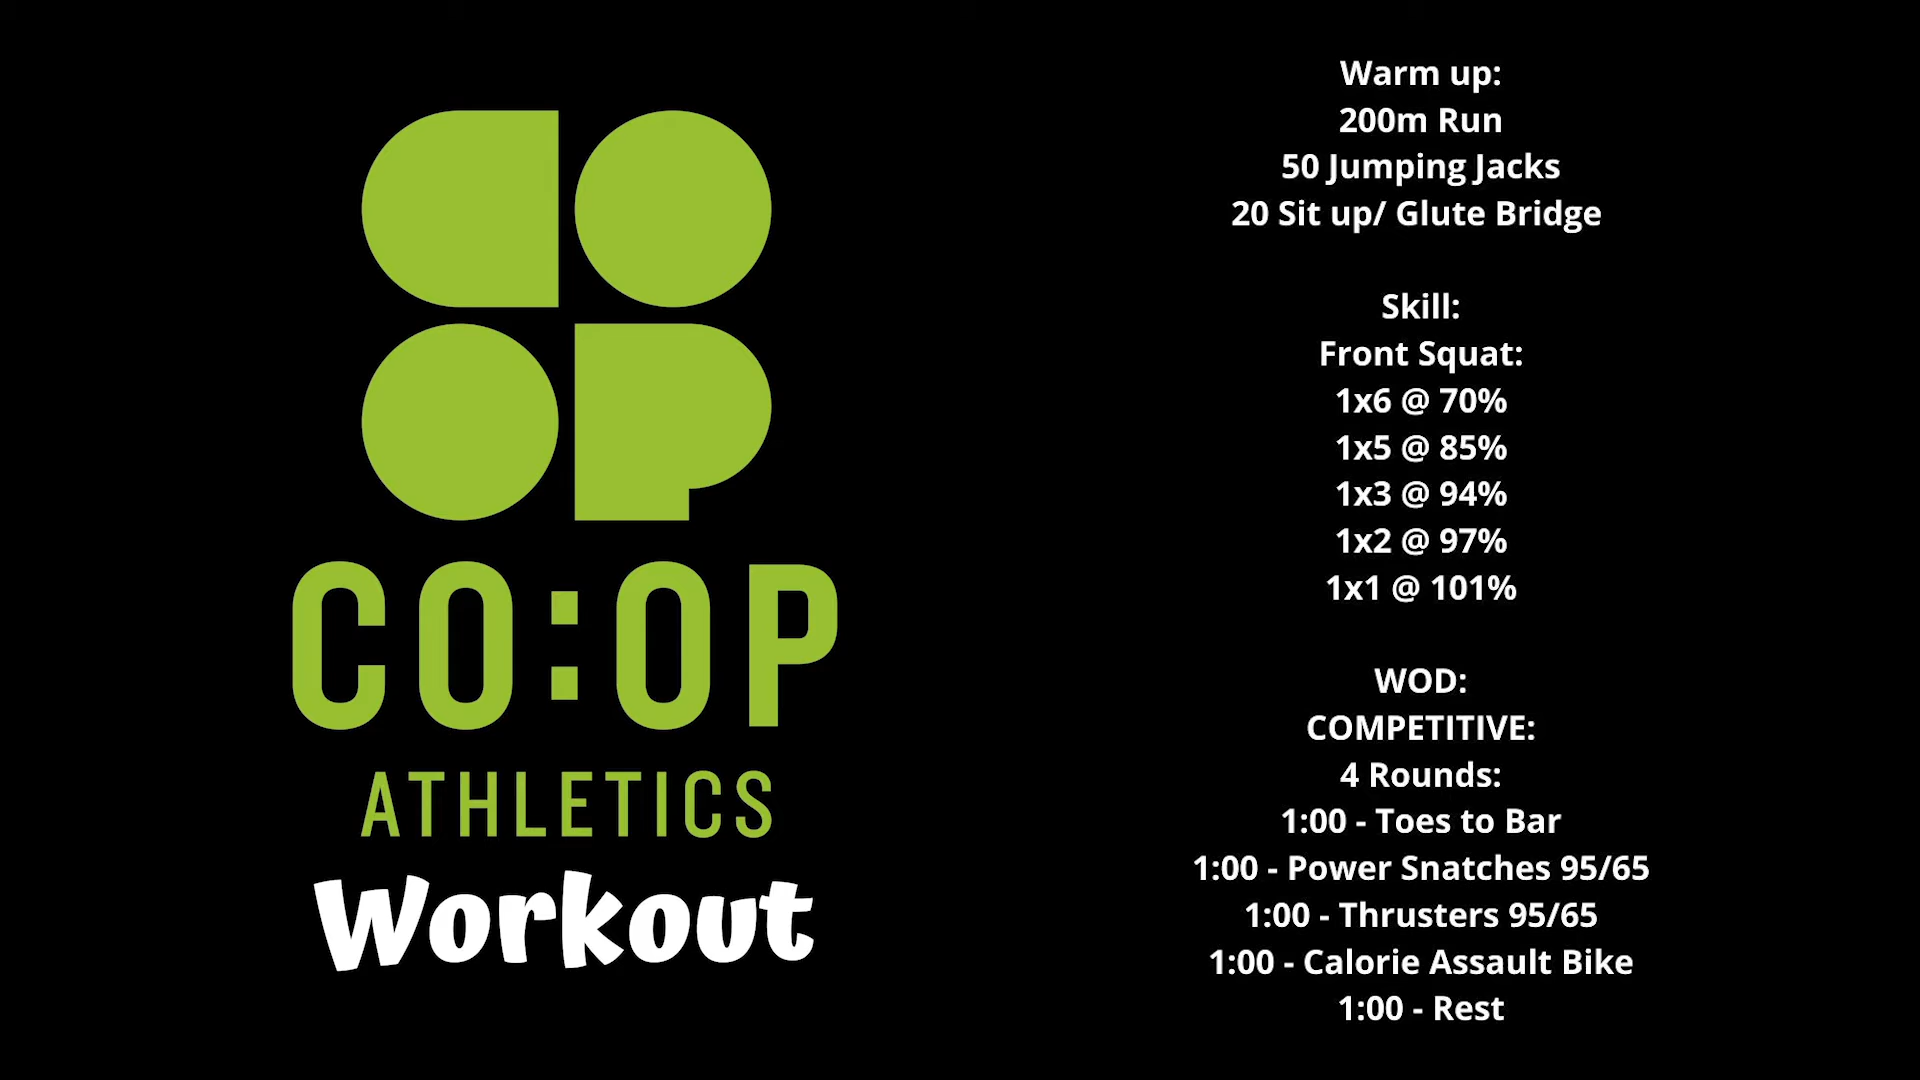 CO
OP
CO:OP
ATHLETICS
Workout
Warm up:
200m Run
50 Jumping Jacks
20 Sit up/ Glute Bridge
Skill:
Front Squat:
1x6 @ 70%
1x5 @ 85%
1x3 @ 94%
1x2 @ 97%
1x1 @ 101%
WOD:
COMPETITIVE:
4 Rounds:
1:00 - Toes to Bar
1:00 - Power Snatches 95/65
1:00 - Thrusters 95/65
1:00 - Calorie Assault Bike
1:00 - Rest